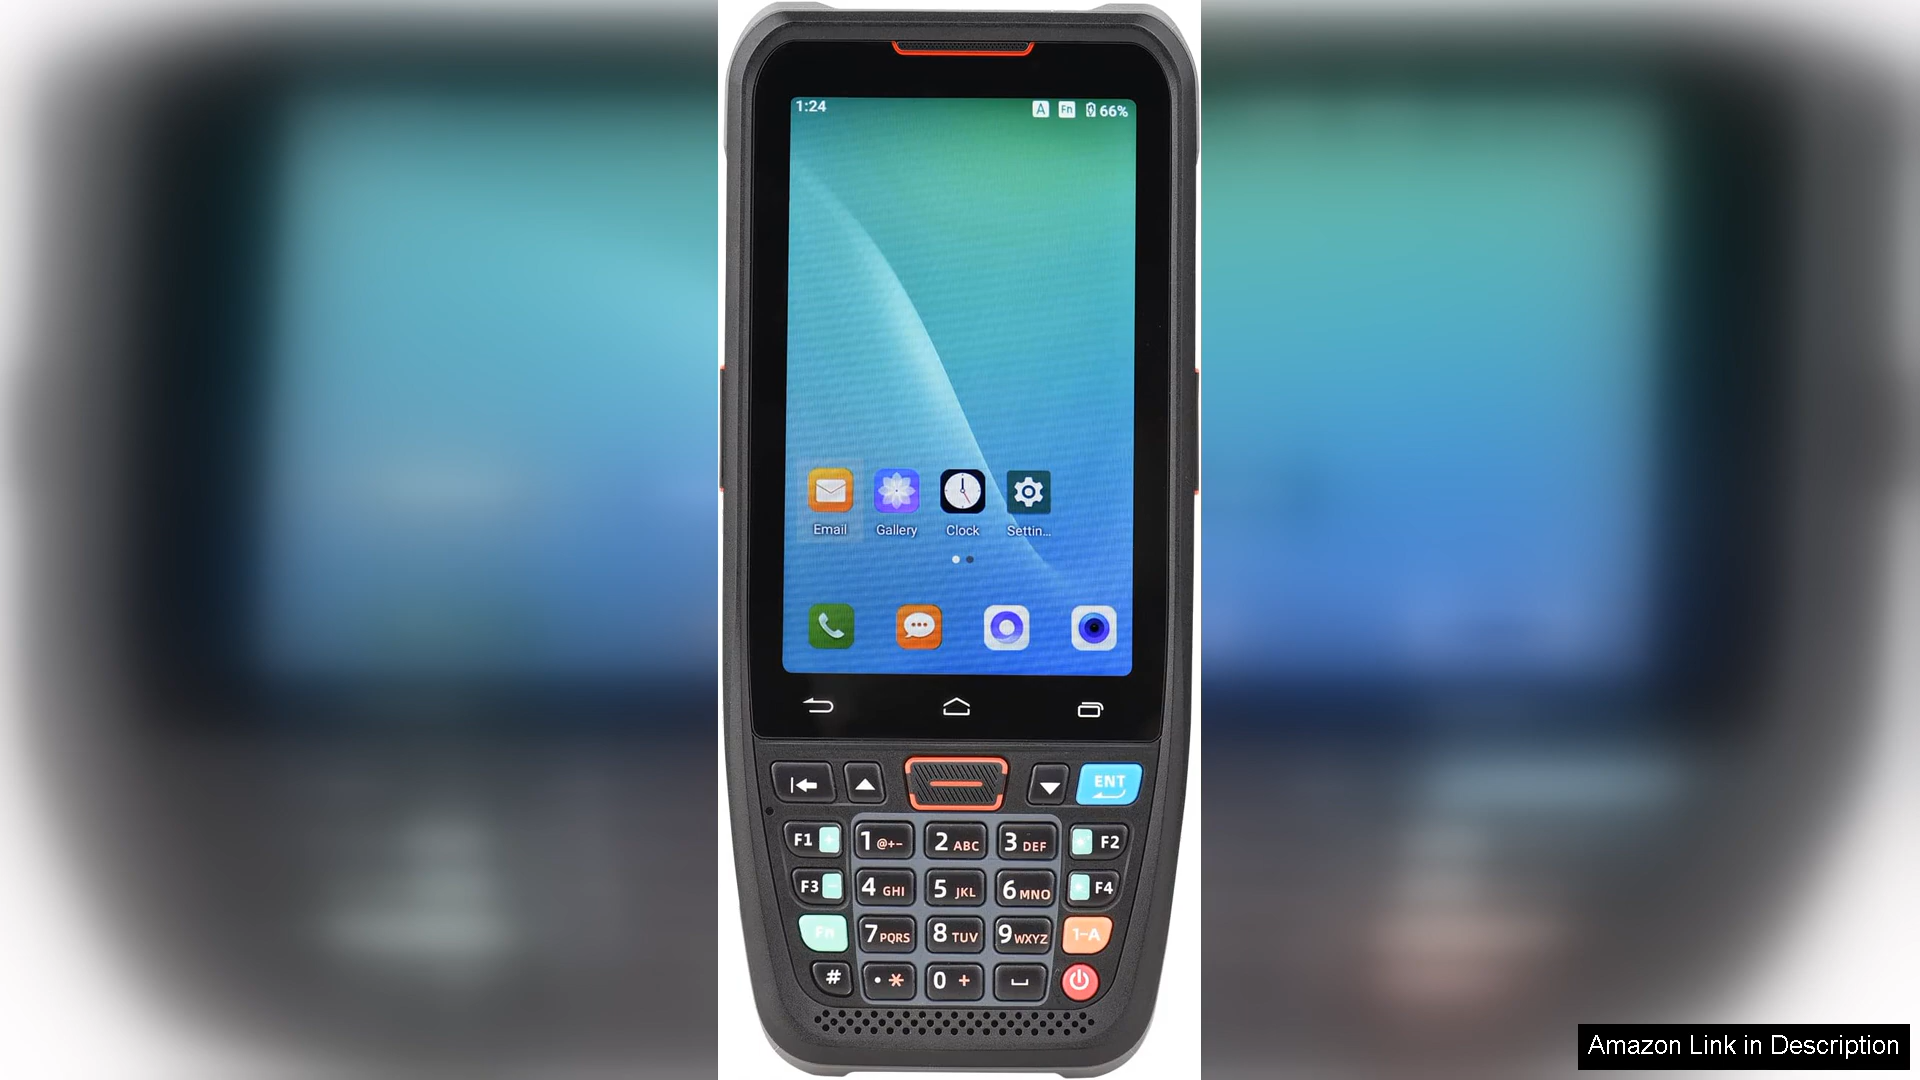 1:24 A Fn 66%
Email Gallery Clock Settin...
ENT
F1 + 1 @+- 2 ABC 3 DEF F2
F3 - 4 GHI 5 JKL 6 MNO F4
Fn 7 PQRS 8 TUV 9 WXYZ 1-A
# . * 0 +
Amazon Link in Description